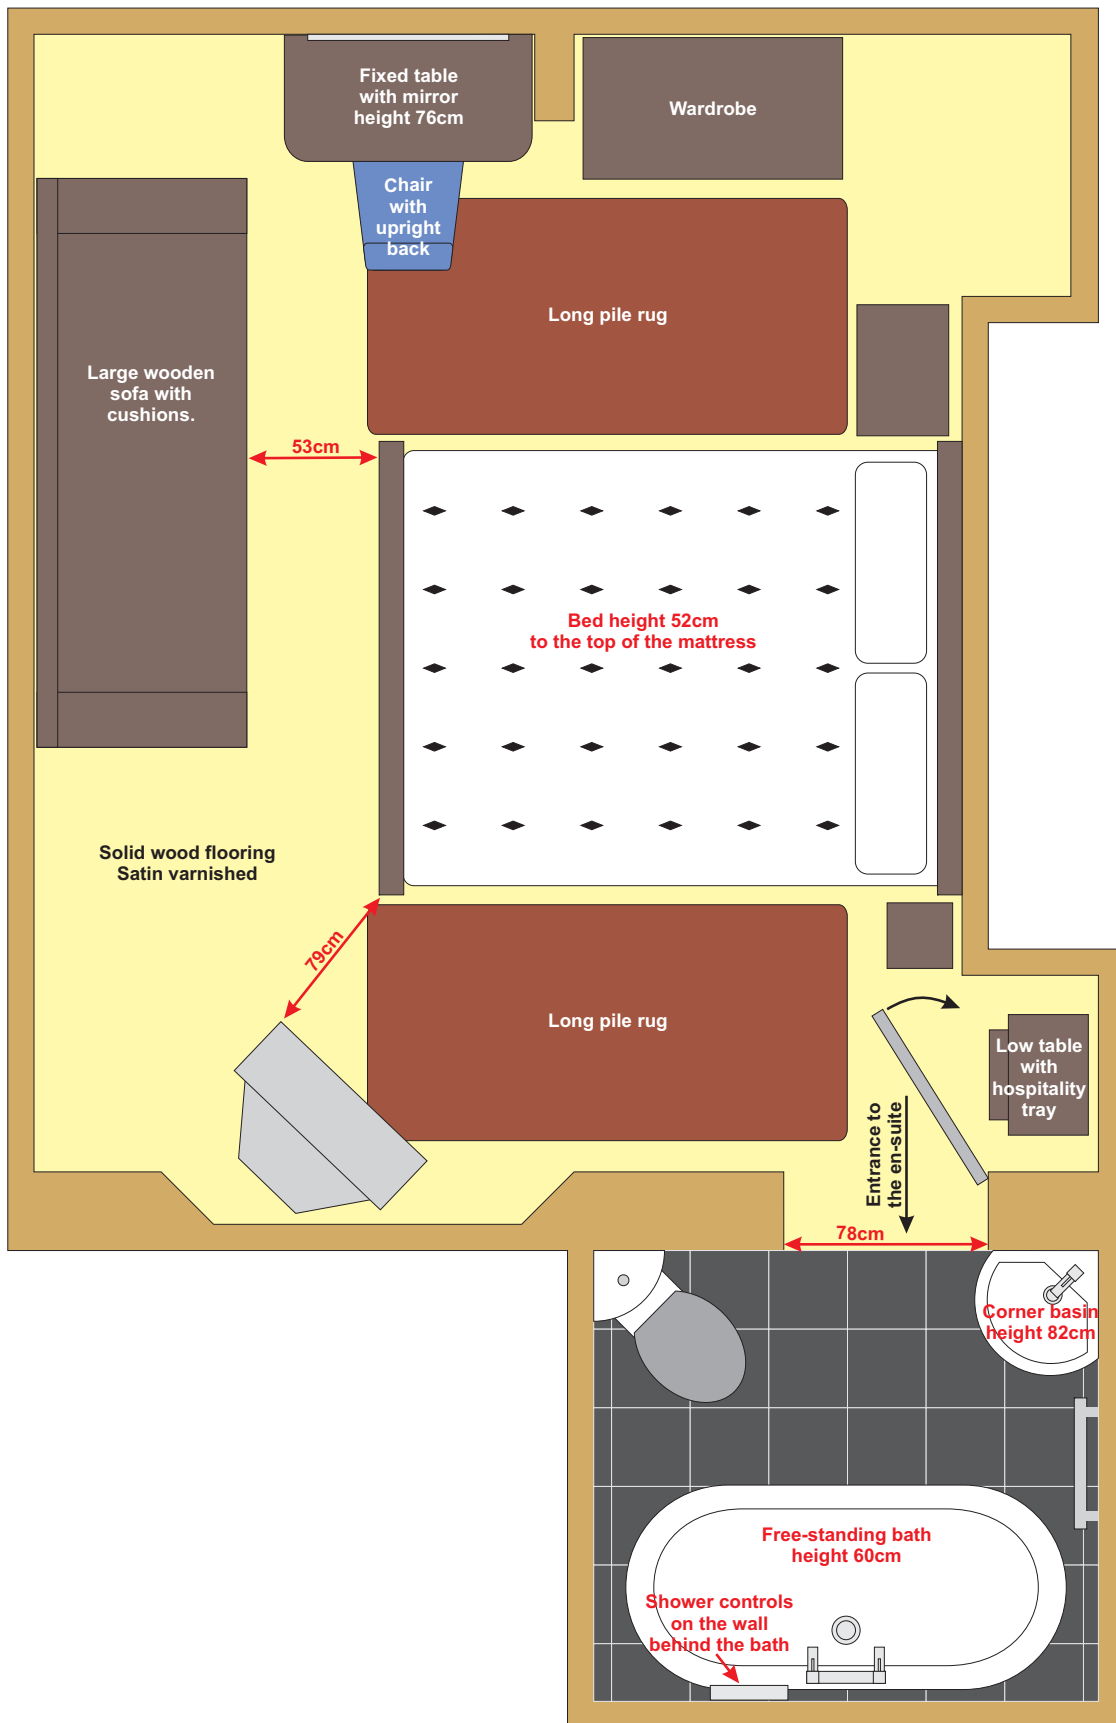 Fixed table
with mirror
height 76cm
Wardrobe
Chair
with
upright
back
Long pile rug
Large wooden
sofa with
cushions.
53cm
Bed height 52cm
to the top of the mattress
Solid wood flooring
Satin varnished
79cm
Long pile rug
Low table
with
hospitality
tray
Entrance to
the en-suite
78cm
Corner basin
height 82cm
Free-standing bath
height 60cm
Shower controls
on the wall
behind the bath